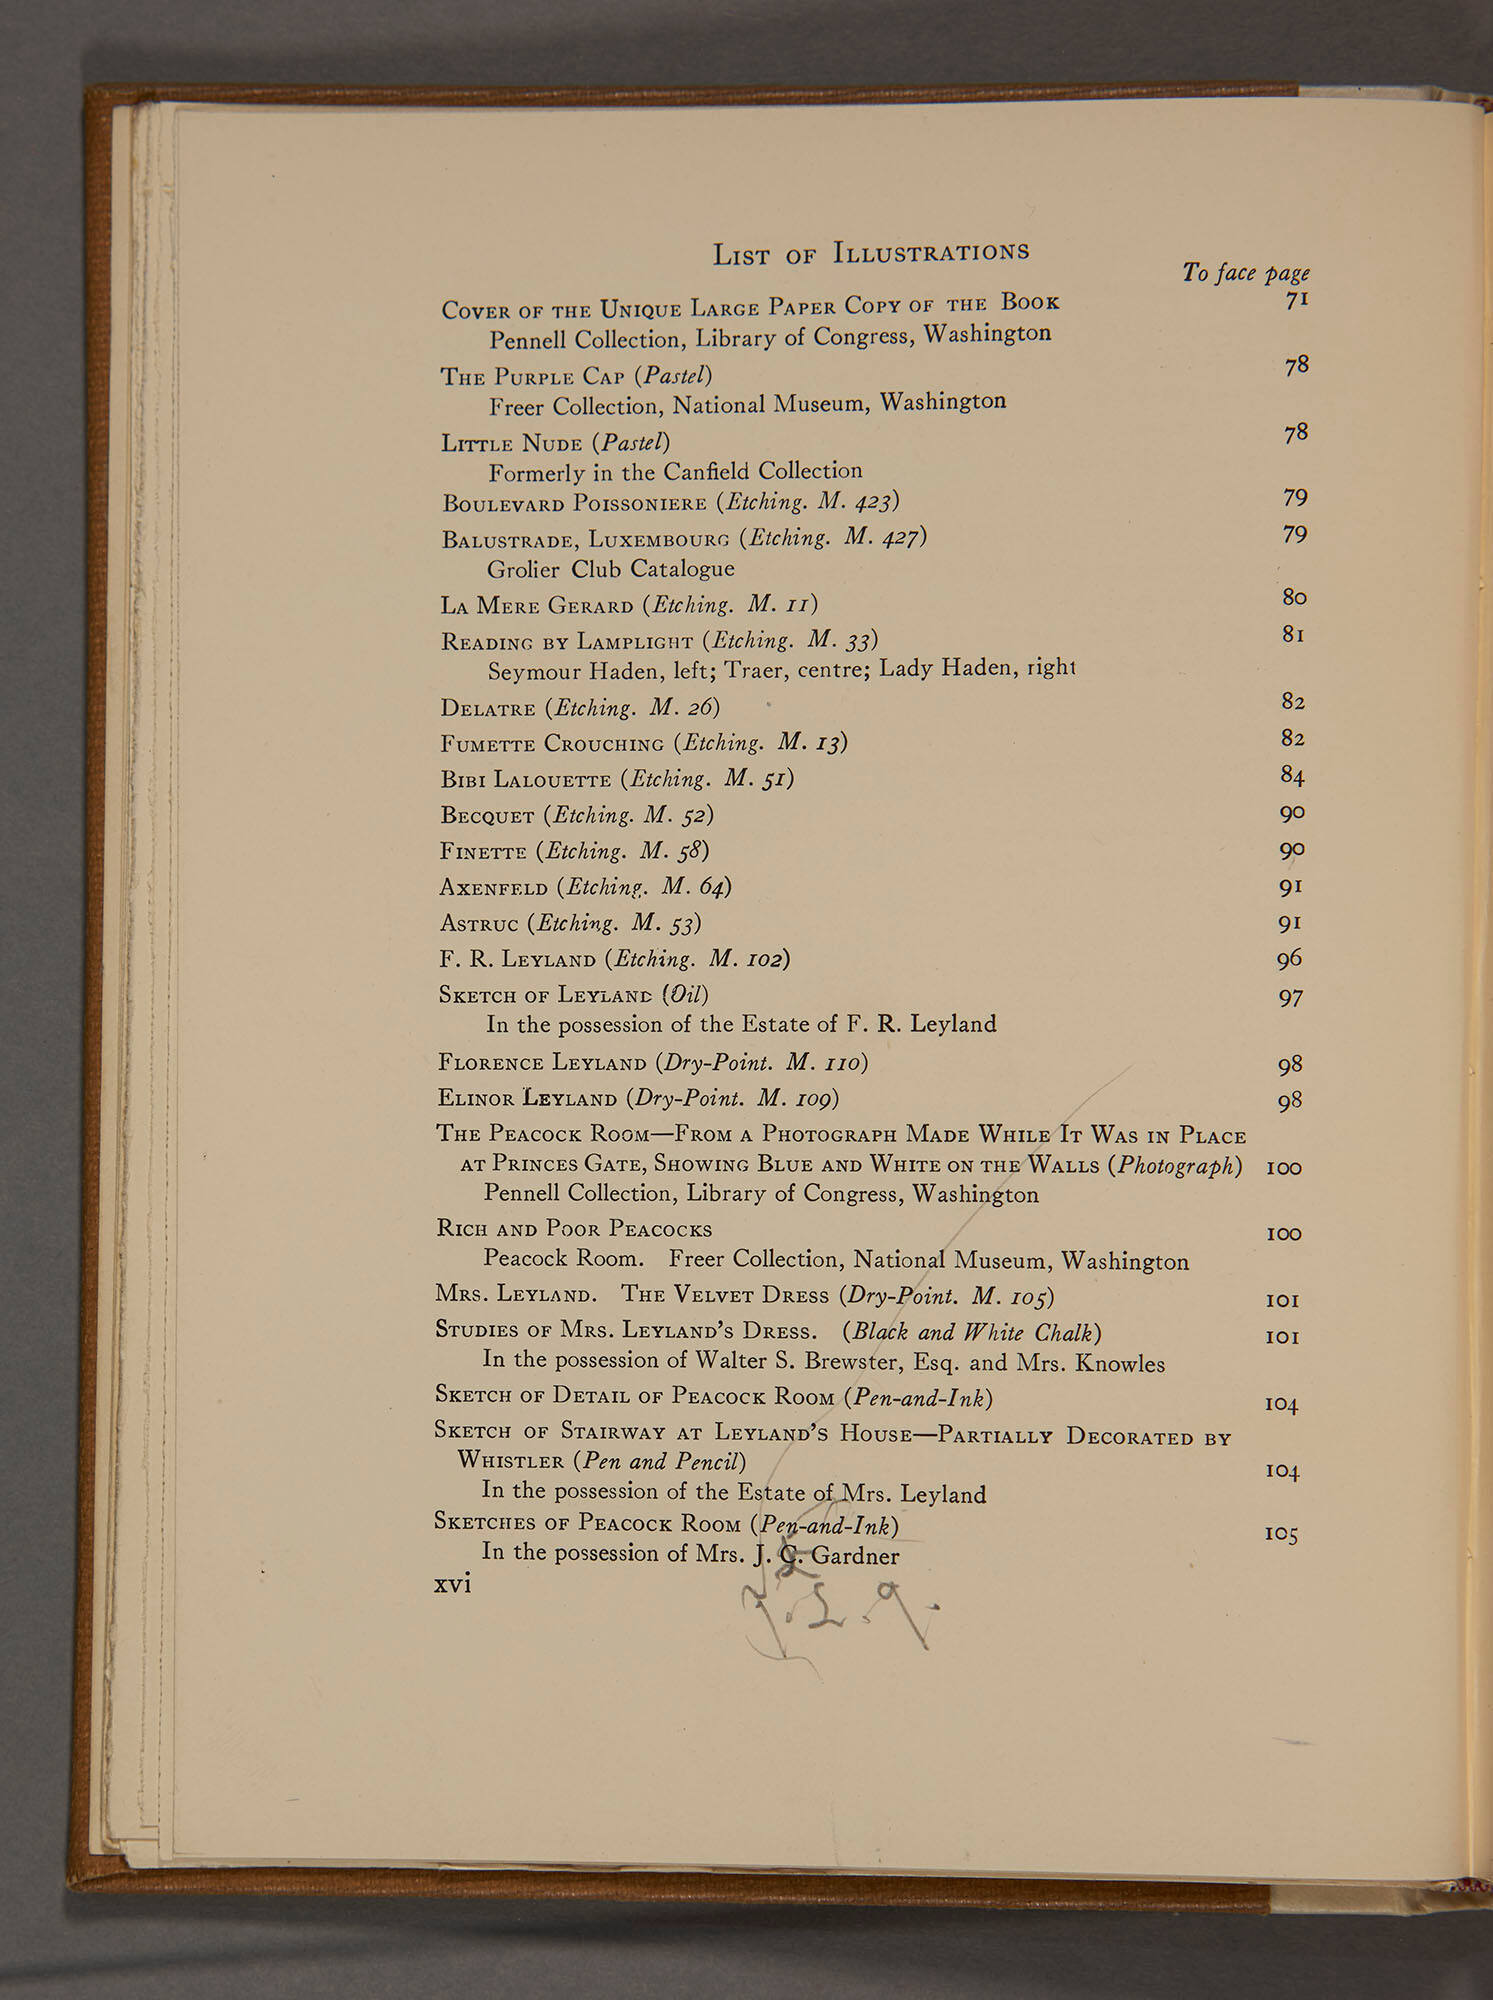 List of Illustrations
To face page
Cover of the Unique Large Paper Copy of the Book 71
Pennell Collection, Library of Congress, Washington
The Purple Cap (Pastel) 78
Freer Collection, National Museum, Washington
Little Nude (Pastel) 78
Formerly in the Canfield Collection
Boulevard Poissoniere (Etching. M. 423) 79
Balustrade, Luxembourg (Etching. M. 427) 79
Grolier Club Catalogue
La Mere Gerard (Etching. M. 11) 80
Reading by Lamplight (Etching. M. 33) 81
Seymour Haden, left; Traer, centre; Lady Haden, right
Delatre (Etching. M. 26) 82
Fumette Crouching (Etching. M. 13) 82
Bibi Lalouette (Etching. M. 51) 84
Becquet (Etching. M. 52) 90
Finette (Etching. M. 58) 90
Axenfeld (Etching. M. 64) 91
Astruc (Etching. M. 53) 91
F. R. Leyland (Etching. M. 102) 96
Sketch of Leyland (Oil) 97
In the possession of the Estate of F. R. Leyland
Florence Leyland (Dry-Point. M. 110) 98
Elinor Leyland (Dry-Point. M. 109) 98
The Peacock Room—From a Photograph Made While It Was in Place
at Princes Gate, Showing Blue and White on the Walls (Photograph) 100
Pennell Collection, Library of Congress, Washington
Rich and Poor Peacocks 100
Peacock Room. Freer Collection, National Museum, Washington
Mrs. Leyland. The Velvet Dress (Dry-Point. M. 105) 101
Studies of Mrs. Leyland's Dress. (Black and White Chalk) 101
In the possession of Walter S. Brewster, Esq. and Mrs. Knowles
Sketch of Detail of Peacock Room (Pen-and-Ink) 104
Sketch of Stairway at Leyland's House—Partially Decorated by
Whistler (Pen and Pencil) 104
In the possession of the Estate of Mrs. Leyland
Sketches of Peacock Room (Pen-and-Ink) 105
In the possession of Mrs. J. C. Gardner
xvi